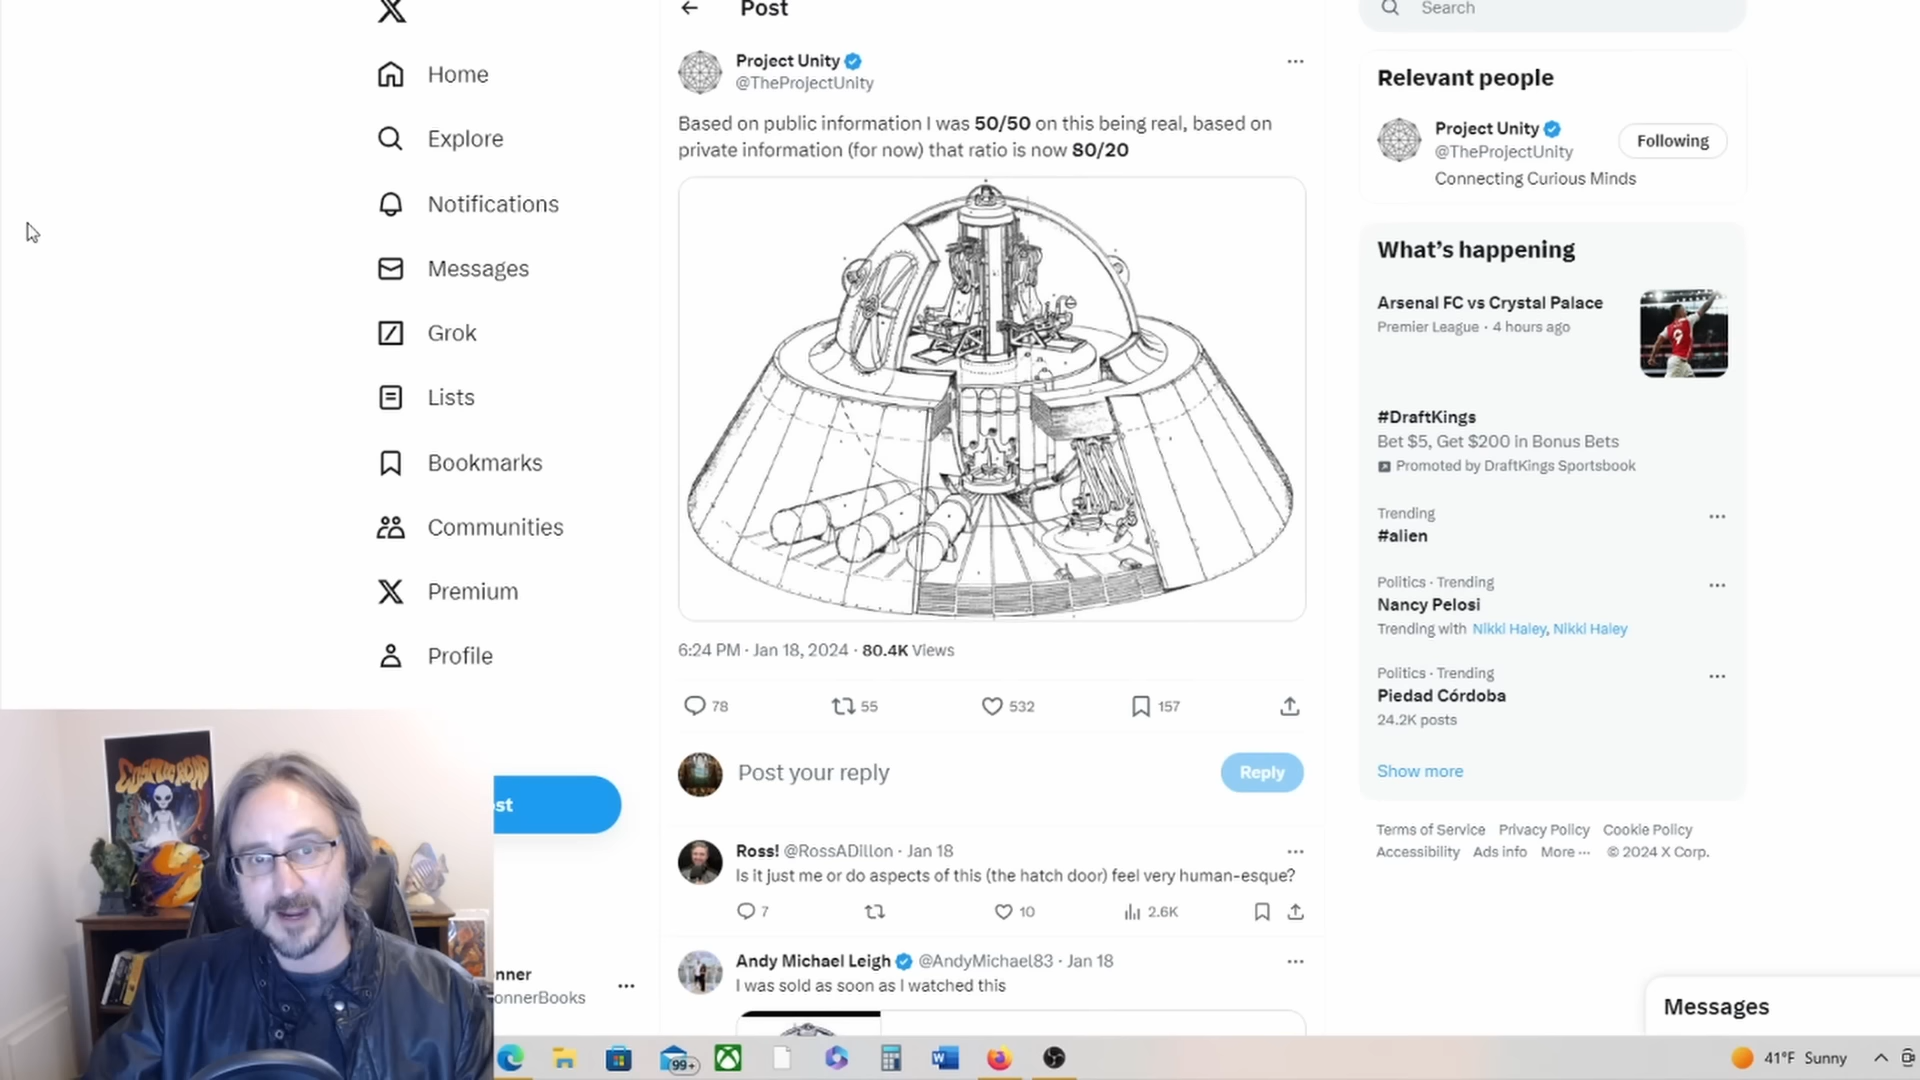 Post
Search
Home
Explore
Notifications
Messages
Grok
Lists
Bookmarks
Communities
Premium
Profile
Project Unity
@TheProjectUnity
Based on public information I was 50/50 on this being real, based on
private information (for now) that ratio is now 80/20
6:24 PM · Jan 18, 2024 · 80.4K Views
78
55
532
157
Post your reply
Reply
Ross! @RossADillon · Jan 18
Is it just me or do aspects of this (the hatch door) feel very human-esque?
7
10
2.6K
Andy Michael Leigh @AndyMichael83 · Jan 18
I was sold as soon as I watched this
Relevant people
Project Unity
@TheProjectUnity
Following
Connecting Curious Minds
What's happening
Arsenal FC vs Crystal Palace
Premier League · 4 hours ago
9
#DraftKings
Bet $5, Get $200 in Bonus Bets
Promoted by DraftKings Sportsbook
Trending
#alien
Politics · Trending
Nancy Pelosi
Trending with Nikki Haley, Nikki Haley
Politics · Trending
Piedad Córdoba
24.2K posts
Show more
Terms of Service Privacy Policy Cookie Policy
Accessibility Ads info More ··· © 2024 X Corp.
Messages
COSMIC ROAD
st
nner
onnerBooks
99+
41°F Sunny